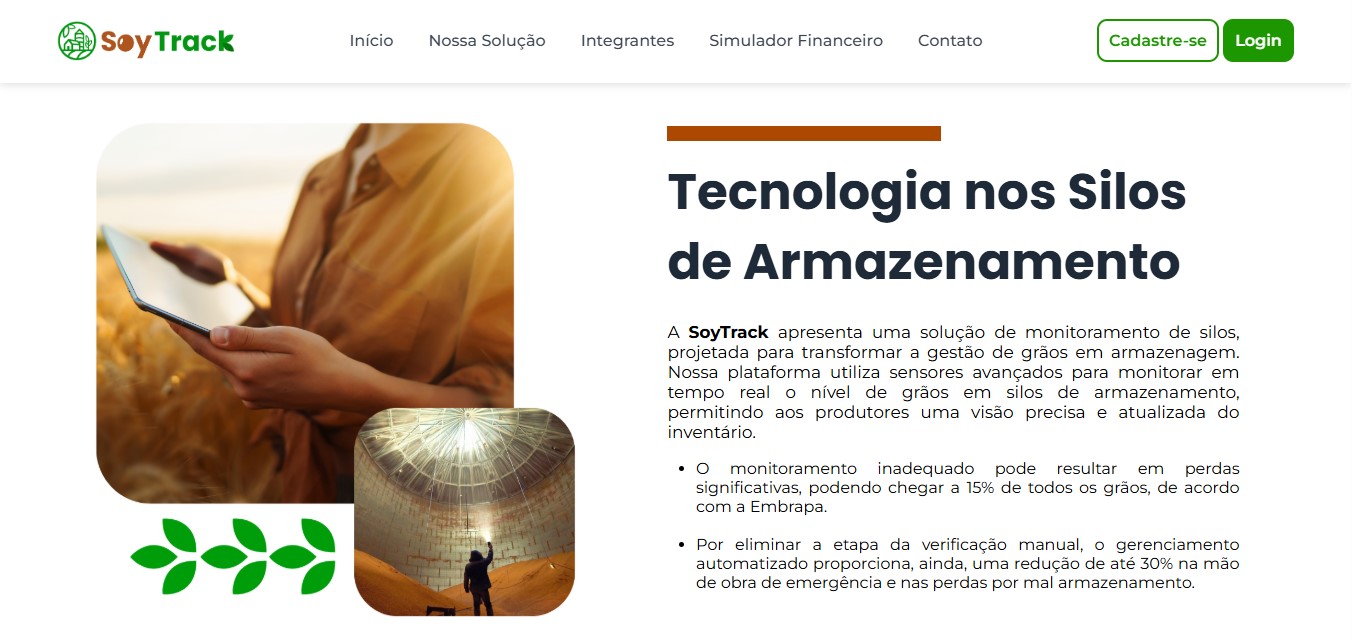 SoyTrack
Início Nossa Solução Integrantes Simulador Financeiro Contato
Cadastre-se Login
Tecnologia nos Silos
de Armazenamento
A SoyTrack apresenta uma solução de monitoramento de silos,
projetada para transformar a gestão de grãos em armazenagem.
Nossa plataforma utiliza sensores avançados para monitorar em
tempo real o nível de grãos em silos de armazenamento,
permitindo aos produtores uma visão precisa e atualizada do
inventário.
• O monitoramento inadequado pode resultar em perdas
significativas, podendo chegar a 15% de todos os grãos, de acordo
com a Embrapa.
• Por eliminar a etapa da verificação manual, o gerenciamento
automatizado proporciona, ainda, uma redução de até 30% na mão
de obra de emergência e nas perdas por mal armazenamento.